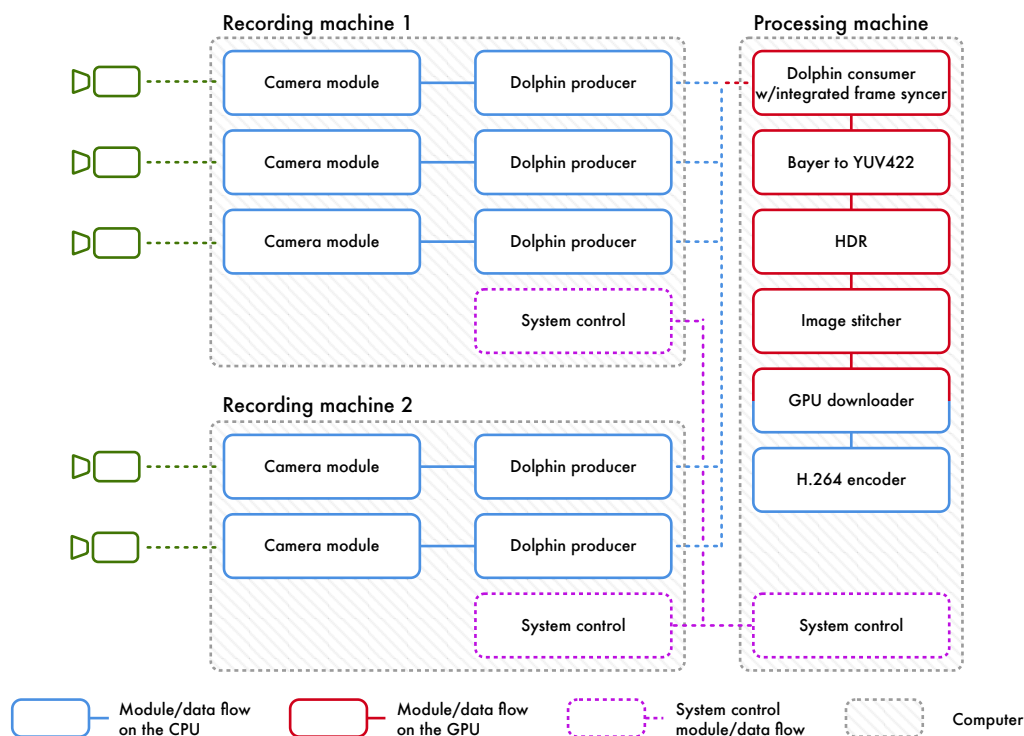 Recording machine 1
Camera module
Dolphin producer
Camera module
Dolphin producer
Camera module
Dolphin producer
System control
Recording machine 2
Camera module
Dolphin producer
Camera module
Dolphin producer
System control
Processing machine
Dolphin consumer
w/integrated frame syncer
Bayer to YUV422
HDR
Image stitcher
GPU downloader
H.264 encoder
System control
Module/data flow
on the CPU
Module/data flow
on the GPU
System control
module/data flow
Computer